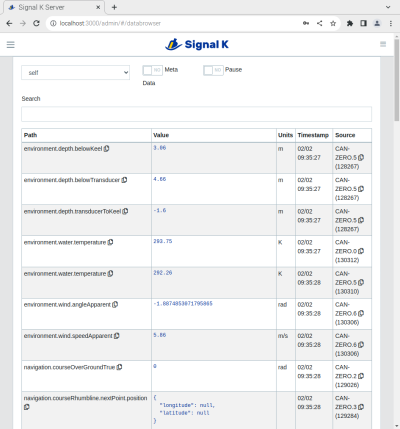 Signal K Server
localhost:3000/admin/#/databrowser
Signal K
self
NO
Meta
Data
NO
Pause
Search
Path Value Units Timestamp Source
environment.depth.belowKeel 3.06 m 02/02 CAN-
09:35:27 ZERO.5
(128267)
environment.depth.belowTransducer 4.66 m 02/02 CAN-
09:35:27 ZERO.5
(128267)
environment.depth.transducerToKeel -1.6 m 02/02 CAN-
09:35:27 ZERO.5
(128267)
environment.water.temperature 293.75 K 02/02 CAN-
09:35:27 ZERO.0
(130312)
environment.water.temperature 292.26 K 02/02 CAN-
09:35:28 ZERO.5
(130310)
environment.wind.angleApparent -1.8874853071795865 rad 02/02 CAN-
09:35:28 ZERO.6
(130306)
environment.wind.speedApparent 5.86 m/s 02/02 CAN-
09:35:28 ZERO.6
(130306)
navigation.courseOverGroundTrue 0 rad 02/02 CAN-
09:35:28 ZERO.2
(129026)
navigation.courseRhumbline.nextPoint.position { 02/02 CAN-
"longitude": null, 09:35:28 ZERO.3
"latitude": null (129284)
}